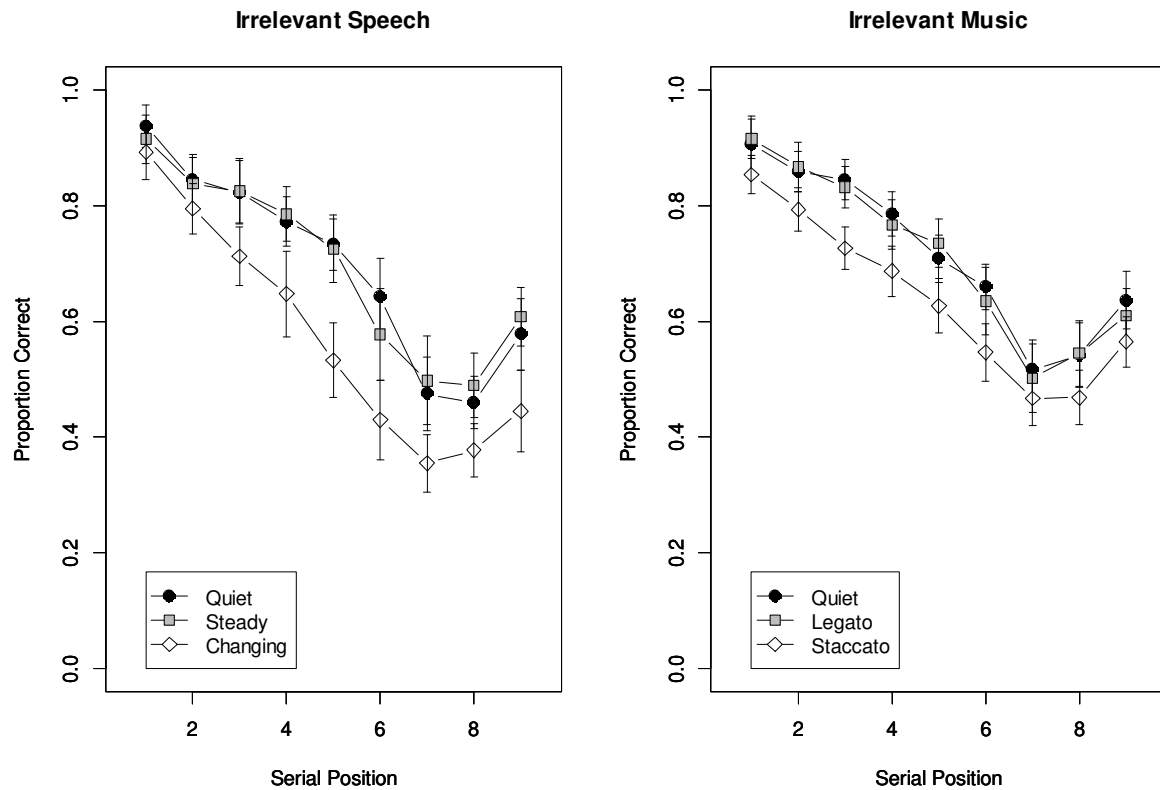 Irrelevant Speech
Proportion Correct
1.0
0.8
0.6
0.4
0.2
0.0
Quiet
Steady
Changing
2 4 6 8
Serial Position
Irrelevant Music
Proportion Correct
1.0
0.8
0.6
0.4
0.2
0.0
Quiet
Legato
Staccato
2 4 6 8
Serial Position